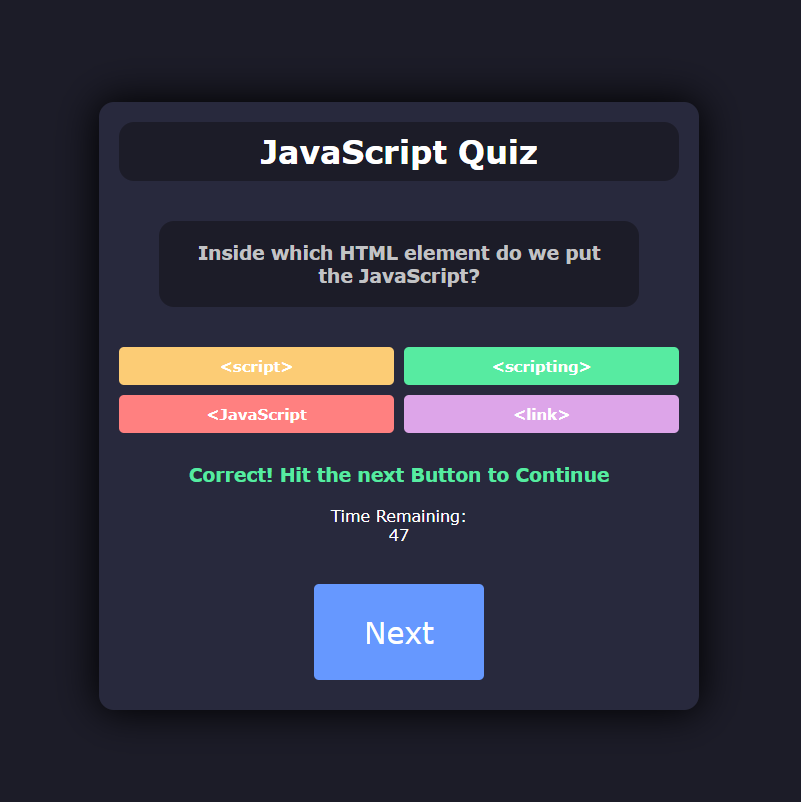 JavaScript Quiz
Inside which HTML element do we put
the JavaScript?
<script>
<scripting>
<JavaScript
<link>
Correct! Hit the next Button to Continue
Time Remaining:
47
Next